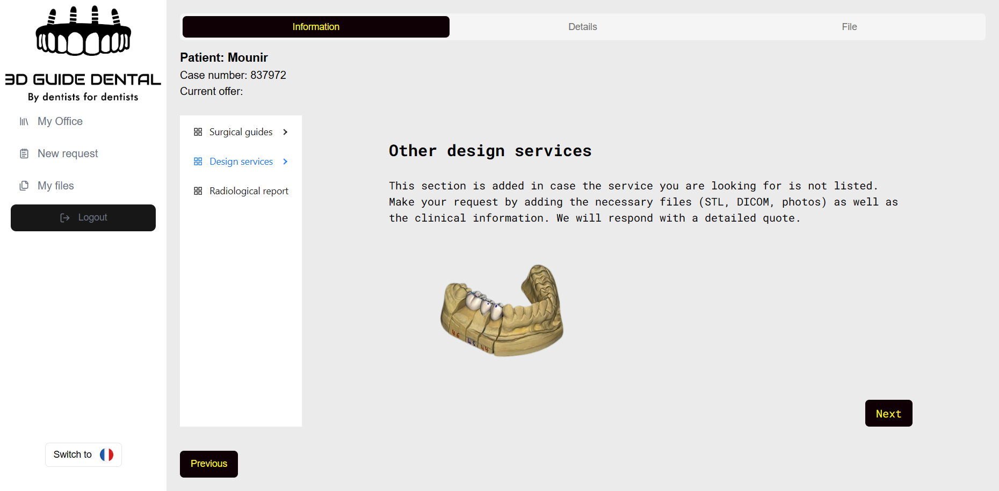 3D GUIDE DENTAL
By dentists for dentists
My Office
New request
My files
Logout
Switch to
Information
Details
File
Patient: Mounir
Case number: 837972
Current offer:
Surgical guides
Design services
Radiological report
Other design services
This section is added in case the service you are looking for is not listed.
Make your request by adding the necessary files (STL, DICOM, photos) as well as
the clinical information. We will respond with a detailed quote.
46
45
44
Next
Previous